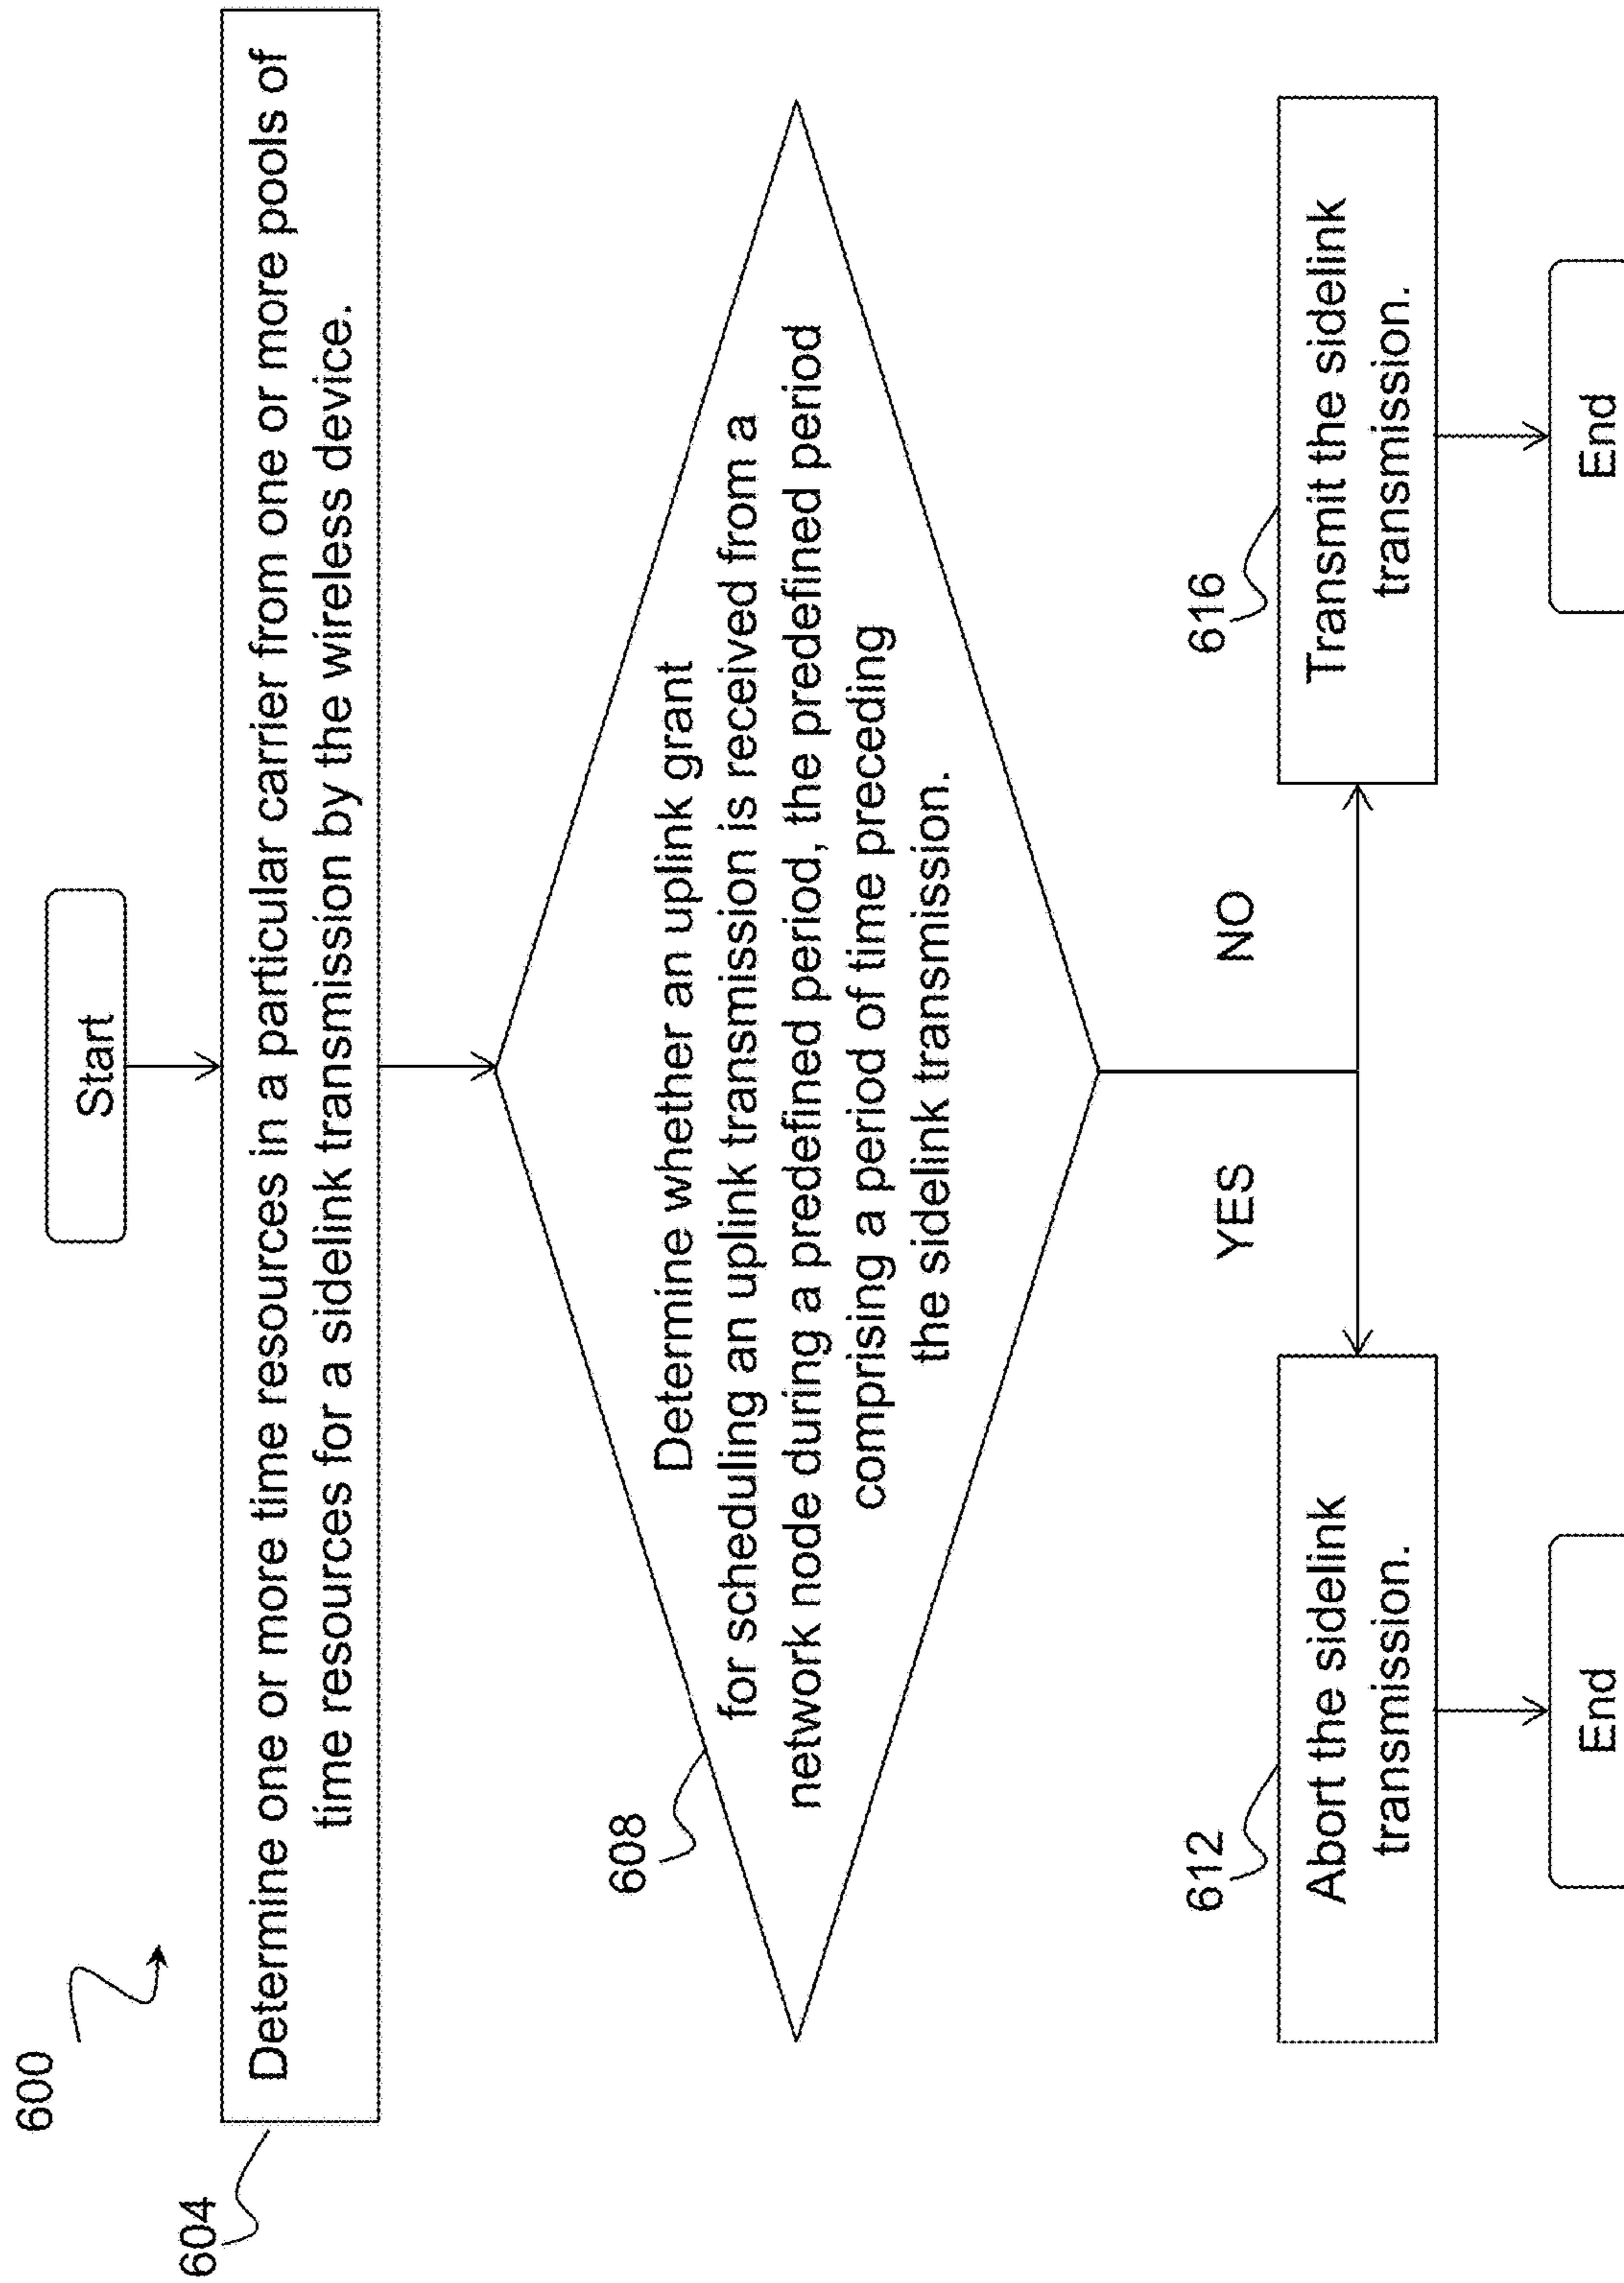 600
Start
604
Determine one or more time resources in a particular carrier from one or more pools of
time resources for a sidelink transmission by the wireless device.
608
Determine whether an uplink grant
for scheduling an uplink transmission is received from a
network node during a predefined period, the predefined period
comprising a period of time preceding
the sidelink transmission.
YES
NO
612
Abort the sidelink
transmission.
616
Transmit the sidelink
transmission.
End
End